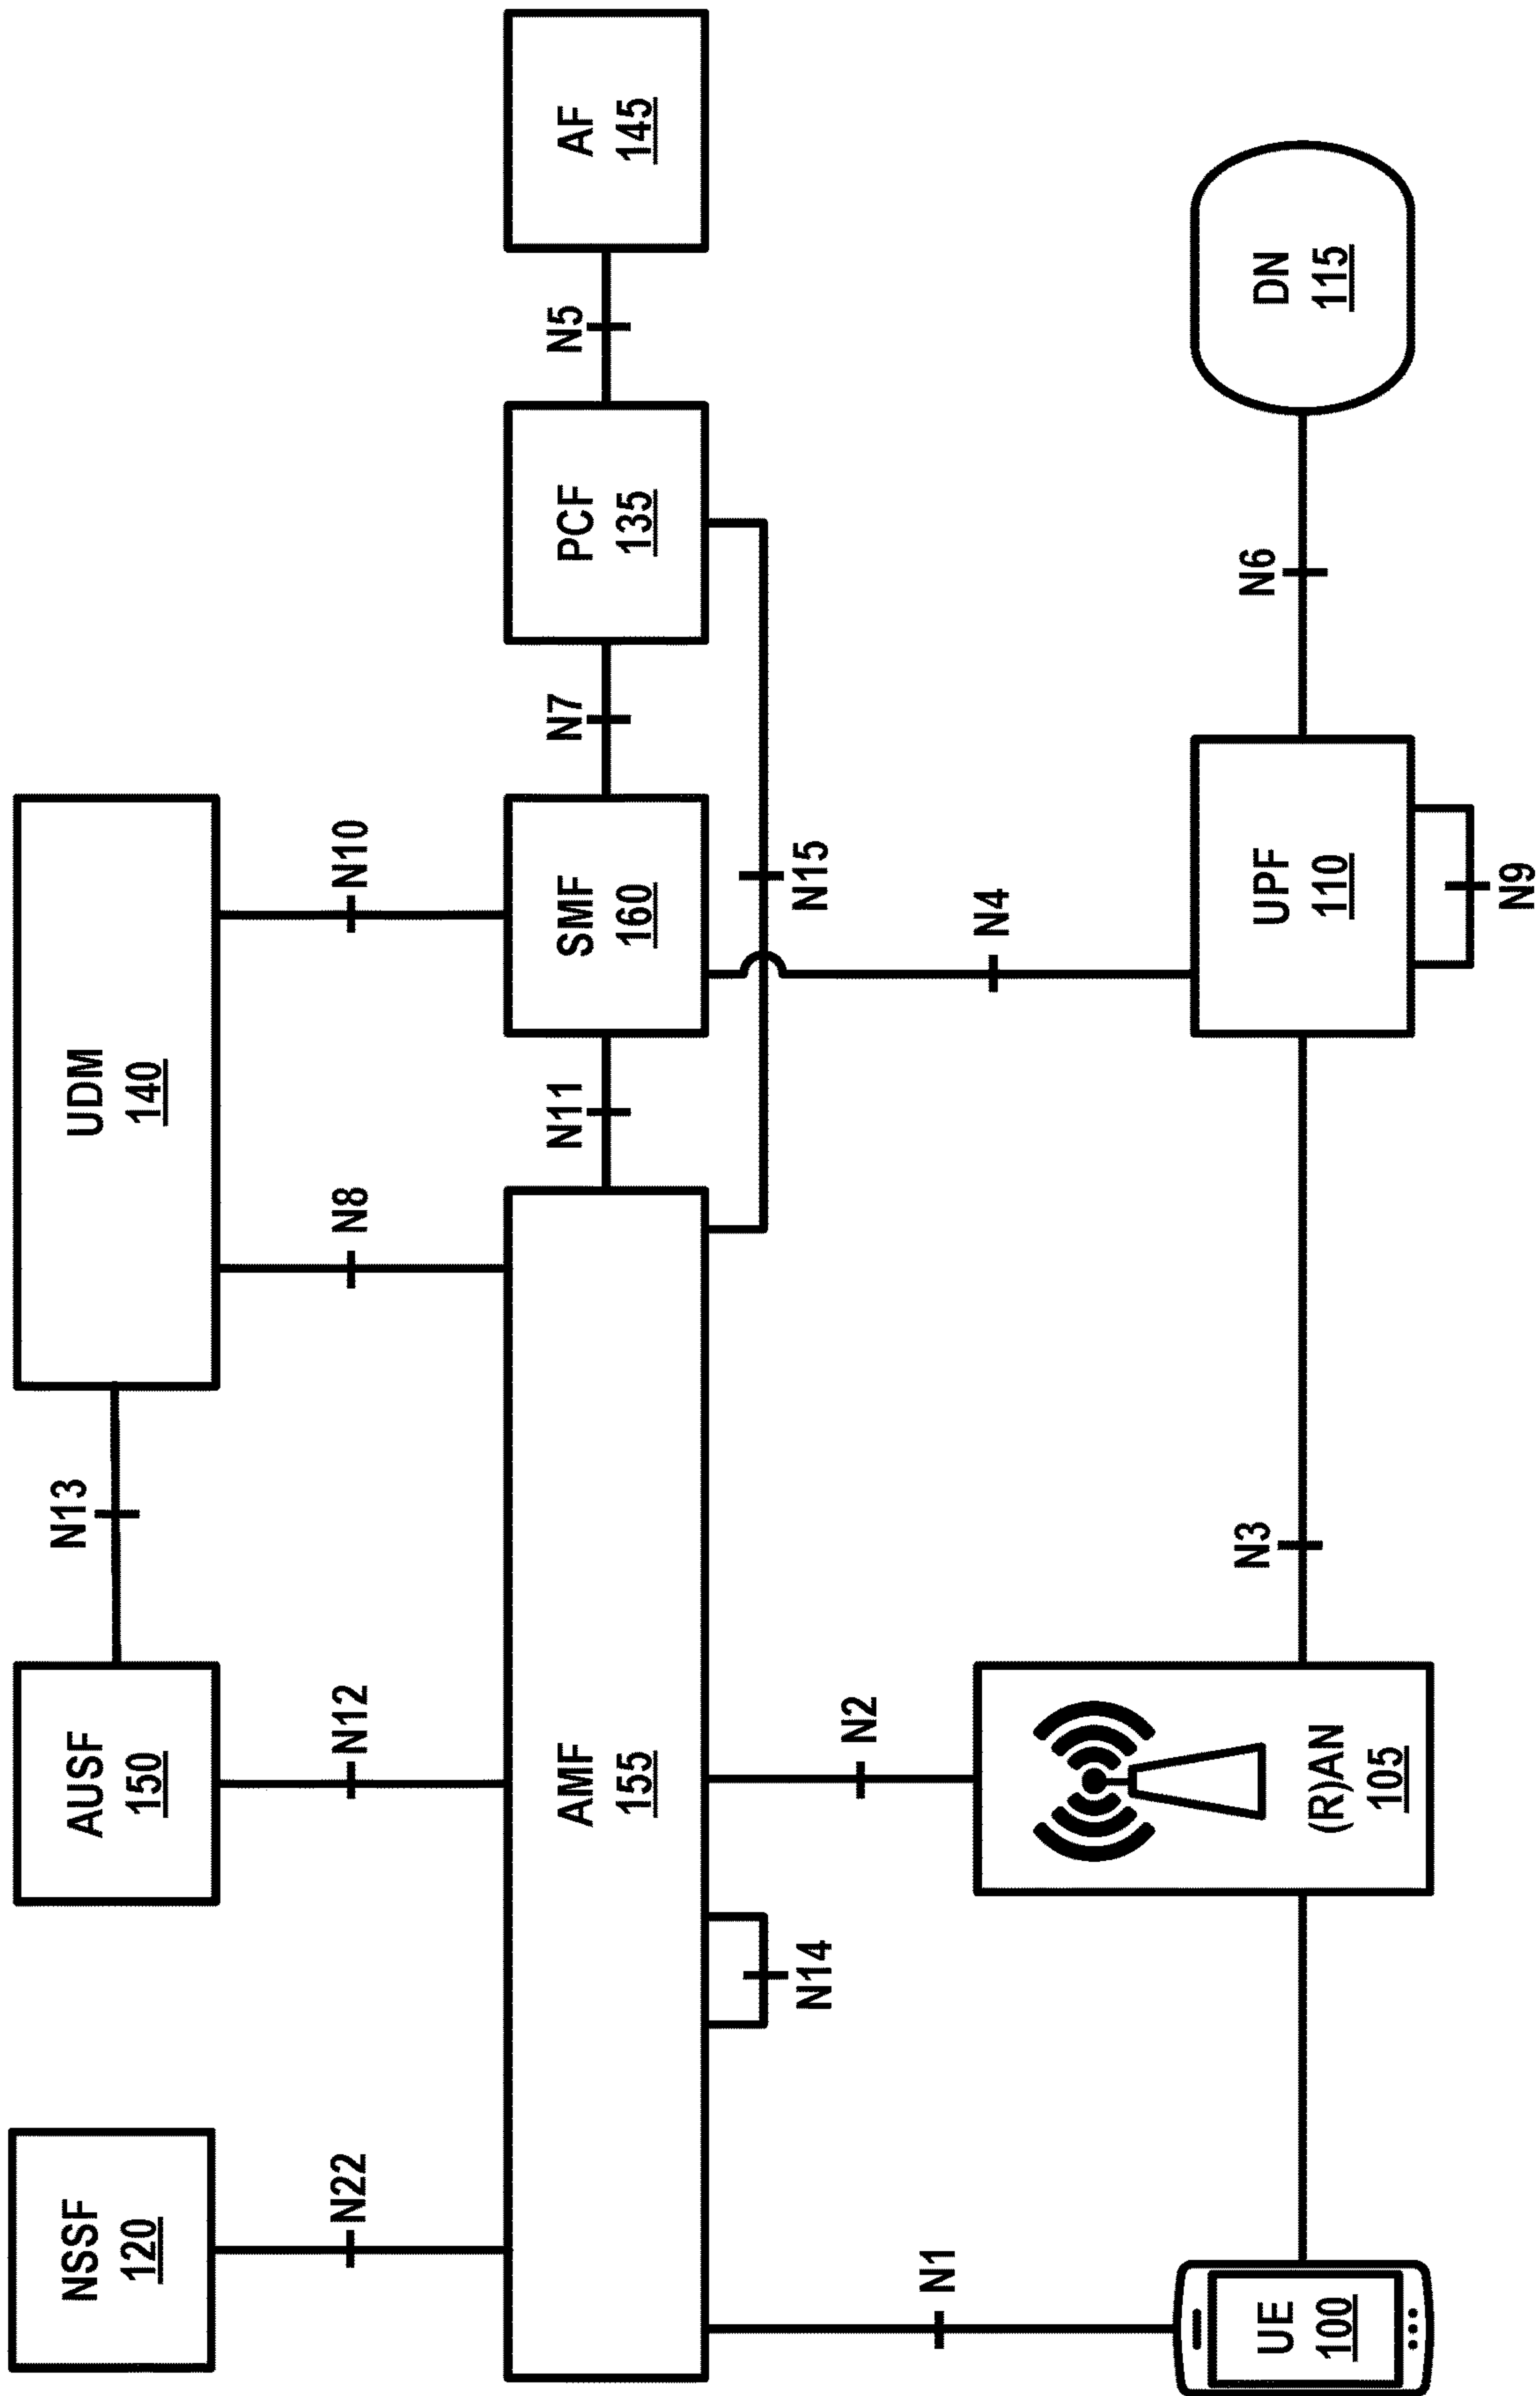 NSSF
120
AUSF
150
UDM
140
N13
N22
N12
N8
N10
AMF
155
N11
SMF
160
N7
PCF
135
N5
AF
145
N14
N15
N1
N2
N4
UE
100
(R)AN
105
N3
UPF
110
N6
DN
115
N9